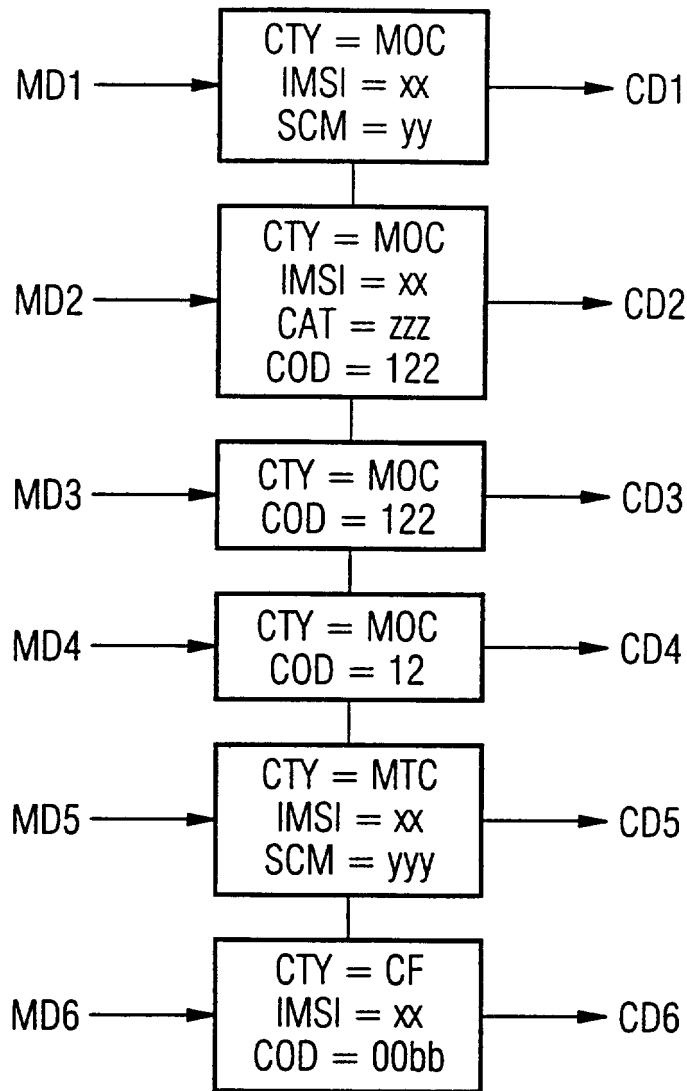 CTY = MOC
MD1 IMSI = xx CD1
SCM = yy
CTY = MOC
IMSI = xx
MD2 CD2
CAT = zzz
COD = 122
CTY = MOC
MD3 CD3
COD = 122
CTY = MOC
MD4 CD4
COD = 12
CTY = MTC
MD5 IMSI = xx CD5
SCM = yyy
CTY = CF
MD6 IMSI = xx CD6
COD = 00bb